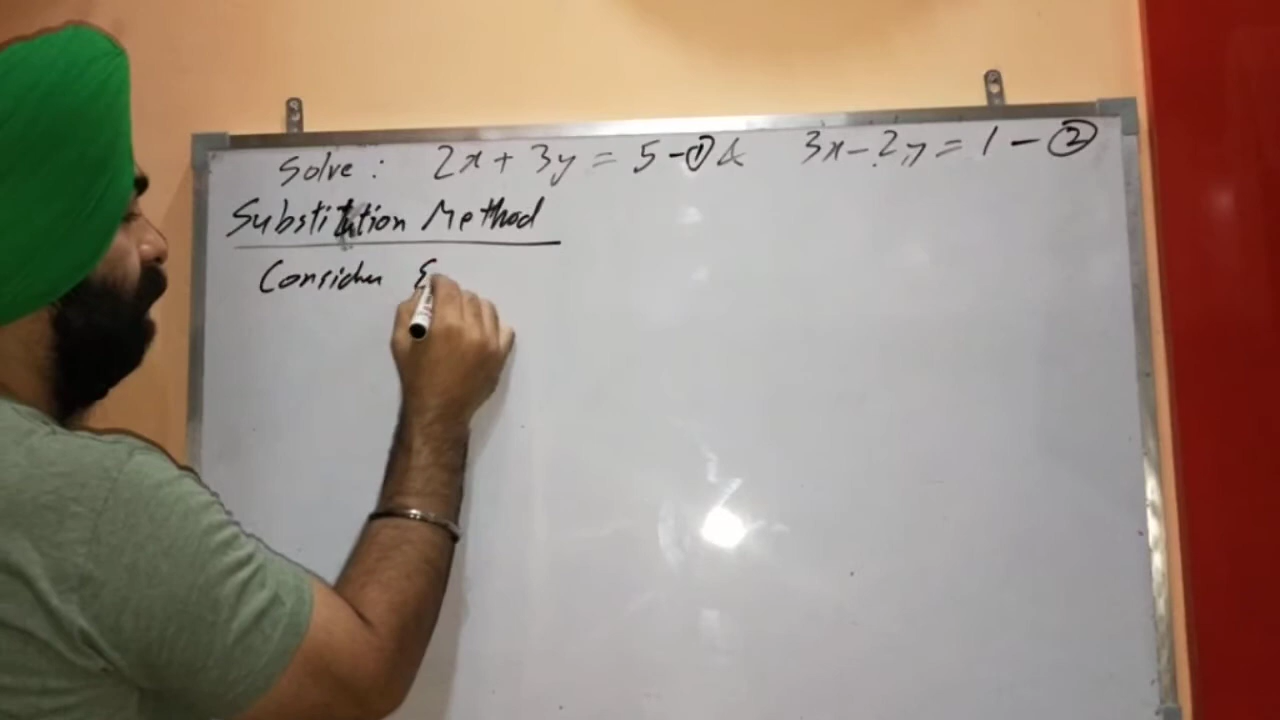 Solve : 2x + 3y = 5 - ① & 3x - 2y = 1 - ②
Substitution Method
Consider E